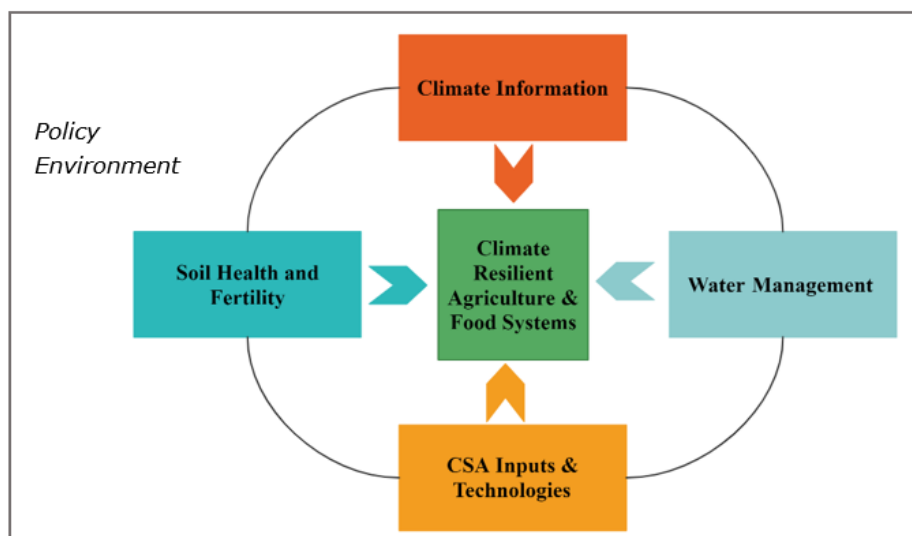 Climate Information
Policy
Environment
Soil Health and
Fertility
Climate
Resilient
Agriculture &
Food Systems
Water Management
CSA Inputs &
Technologies